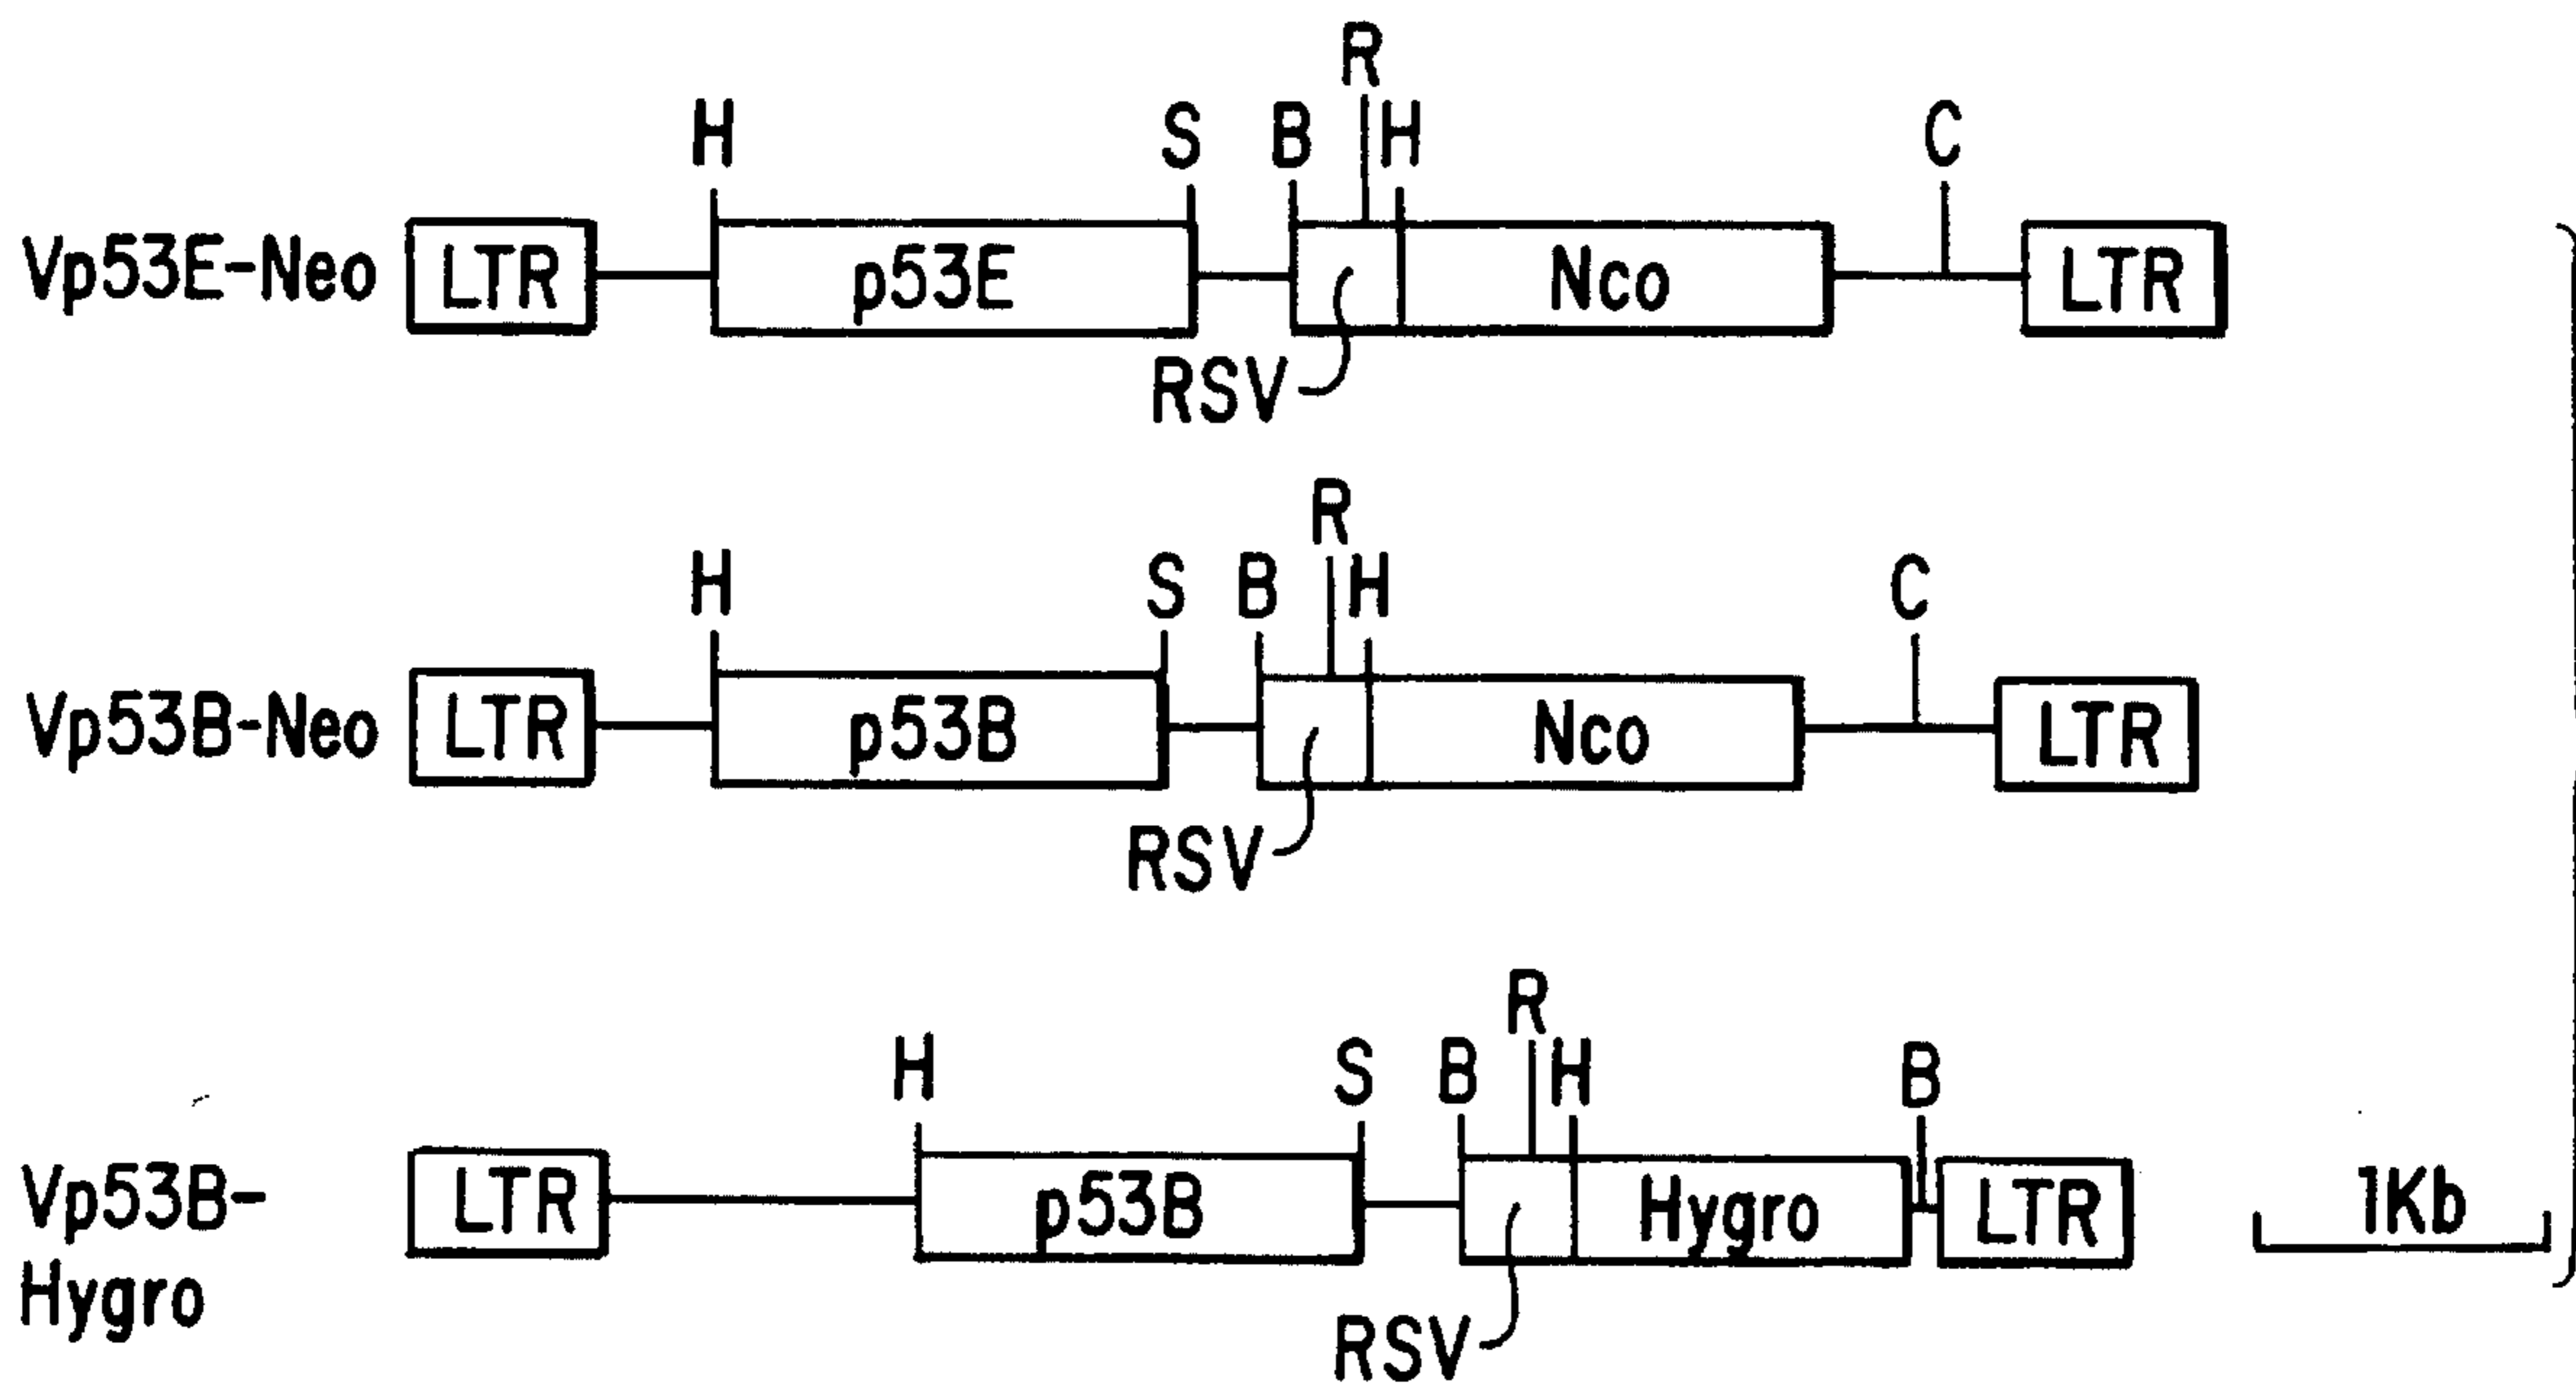 R
H S B H C
Vp53E-Neo LTR p53E Nco LTR
RSV
R
H S B H C
Vp53B-Neo LTR p53B Nco LTR
RSV
R
H S B H B
Vp53B- LTR p53B Hygro LTR 1Kb
Hygro
RSV